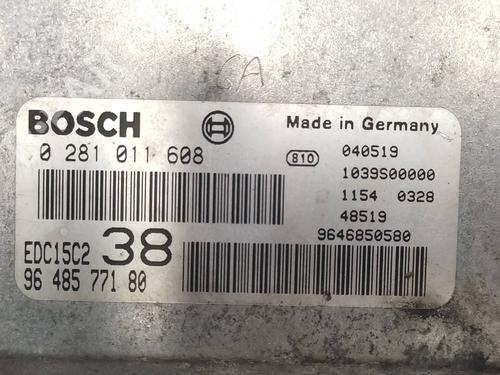 CA
BOSCH
Made in Germany
0 281 011 608
810
040519
1039S00000
1154 0328
48519
9646850580
EDC15C2 38
96 485 771 80